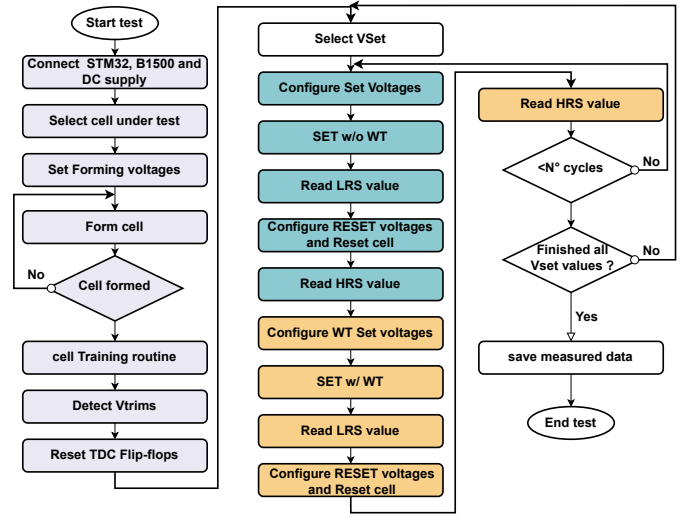 Start test
Connect STM32, B1500 and
DC supply
Select cell under test
Set Forming voltages
Form cell
No
Cell formed
cell Training routine
Detect Vtrims
Reset TDC Flip-flops
Select VSet
Configure Set Voltages
SET w/o WT
Read LRS value
Configure RESET voltages
and Reset cell
Read HRS value
Configure WT Set voltages
SET w/ WT
Read LRS value
Configure RESET voltages
and Reset cell
Read HRS value
<N° cycles
No
Finished all
Vset values ?
No
Yes
save measured data
End test